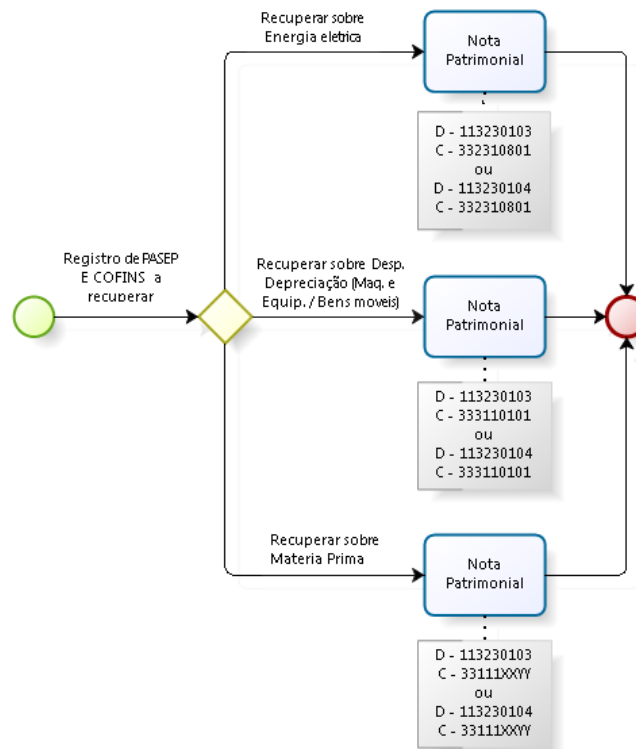 Recuperar sobre
Energia eletrica
Nota
Patrimonial
D - 113230103
C - 332310801
ou
D - 113230104
C - 332310801
Registro de PASEP
E COFINS a
recuperar
Recuperar sobre Desp.
Depreciação (Maq. e
Equip. / Bens moveis)
Nota
Patrimonial
D - 113230103
C - 333110101
ou
D - 113230104
C - 333110101
Recuperar sobre
Materia Prima
Nota
Patrimonial
D - 113230103
C - 33111XXYY
ou
D - 113230104
C - 33111XXYY